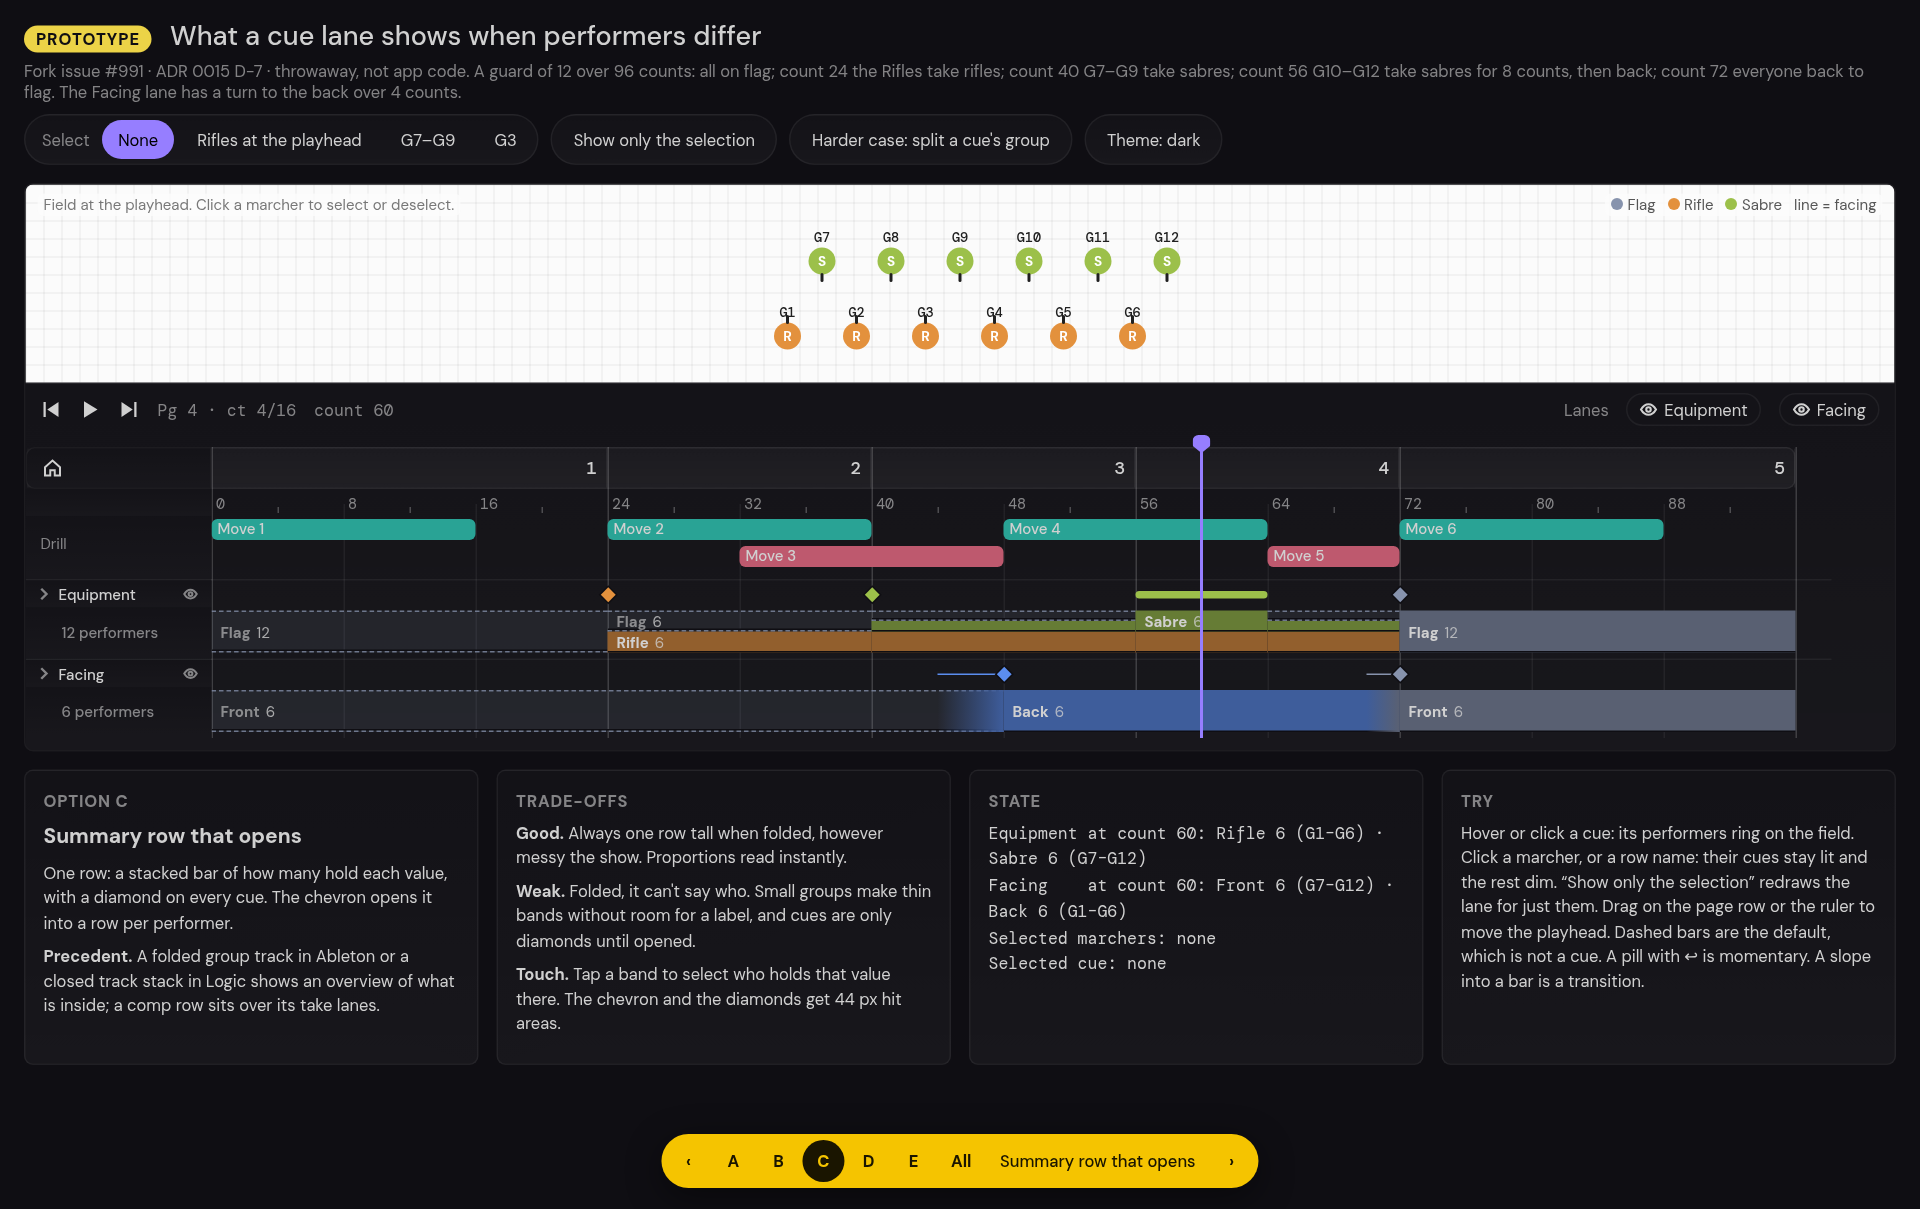 PROTOTYPE What a cue lane shows when performers differ
Fork issue #991 · ADR 0015 D-7 · throwaway, not app code. A guard of 12 over 96 counts: all on flag; count 24 the Rifles take rifles; count 40 G7–G9 take sabres; count 56 G10–G12 take sabres for 8 counts, then back; count 72 everyone back to
flag. The Facing lane has a turn to the back over 4 counts.
Select None Rifles at the playhead G7–G9 G3 Show only the selection Harder case: split a cue's group Theme: dark
Field at the playhead. Click a marcher to select or deselect. Flag Rifle Sabre line = facing
G7 G8 G9 G10 G11 G12
S S S S S S
G1 G2 G3 G4 G5 G6
R R R R R R
Pg 4 · ct 4/16 count 60 Lanes Equipment Facing
1 2 3 4 5
0 8 16 24 32 40 48 56 64 72 80 88
Move 1 Move 2 Move 4 Move 6
Drill
Move 3 Move 5
Equipment
Flag 6 Sabre 6
12 performers Flag 12 Flag 12
Rifle 6
Facing
6 performers Front 6 Back 6 Front 6
OPTION C
Summary row that opens
One row: a stacked bar of how many hold each value,
with a diamond on every cue. The chevron opens it
into a row per performer.
Precedent. A folded group track in Ableton or a
closed track stack in Logic shows an overview of what
is inside; a comp row sits over its take lanes.
TRADE-OFFS
Good. Always one row tall when folded, however
messy the show. Proportions read instantly.
Weak. Folded, it can't say who. Small groups make thin
bands without room for a label, and cues are only
diamonds until opened.
Touch. Tap a band to select who holds that value
there. The chevron and the diamonds get 44 px hit
areas.
STATE
Equipment at count 60: Rifle 6 (G1–G6) ·
Sabre 6 (G7–G12)
Facing at count 60: Front 6 (G7–G12) ·
Back 6 (G1–G6)
Selected marchers: none
Selected cue: none
TRY
Hover or click a cue: its performers ring on the field.
Click a marcher, or a row name: their cues stay lit and
the rest dim. “Show only the selection” redraws the
lane for just them. Drag on the page row or the ruler to
move the playhead. Dashed bars are the default,
which is not a cue. A pill with ↩ is momentary. A slope
into a bar is a transition.
‹ A B C D E All Summary row that opens ›